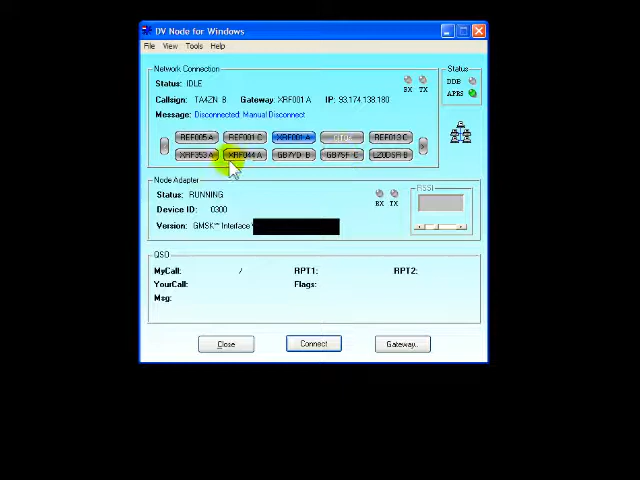 DV Node for Windows
File View Tools Help
Network Connection
Status: IDLE
Callsign: TA4ZN B Gateway: XRF001 A IP: 93.174.138.180
Message: Disconnected: Manual Disconnect
RX TX
Status
DDB
APRS
REF005 A REF001 C XRF001 A REF013 C
XRF353 A XRF044 A GB7YD B GB7SF C LZ0DSR B
Node Adapter
Status: RUNNING
Device ID: 0300
Version: GMSK™ Interface
RX TX
RSSI
QSO
MyCall: / RPT1: RPT2:
YourCall: Flags:
Msg:
Close Connect Gateway..